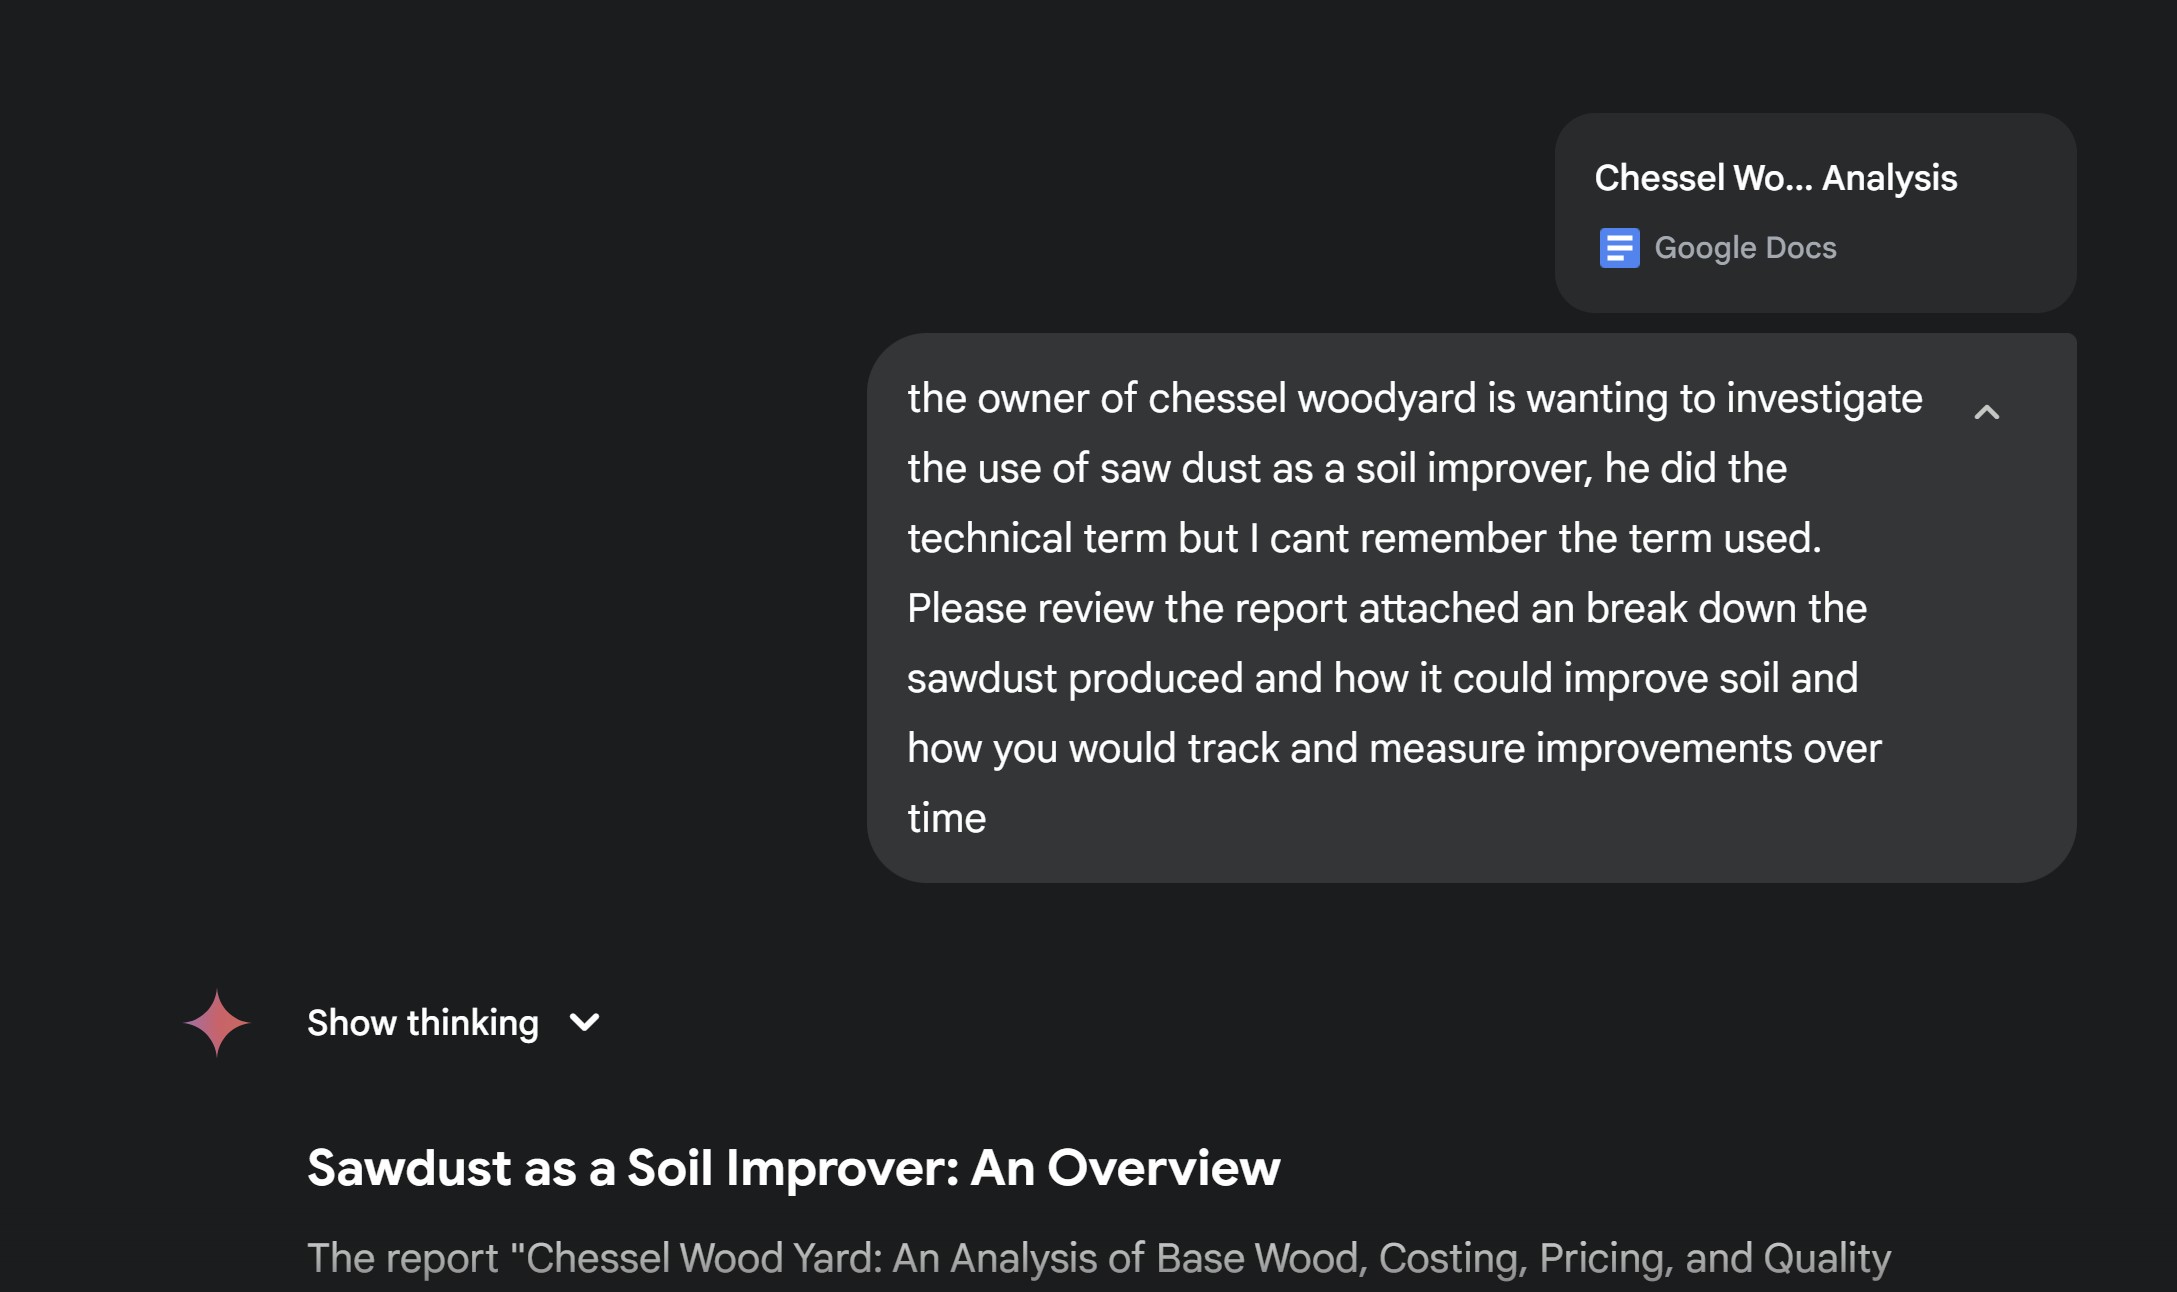 Chessel Wo... Analysis
Google Docs
the owner of chessel woodyard is wanting to investigate
the use of saw dust as a soil improver, he did the
technical term but I cant remember the term used.
Please review the report attached an break down the
sawdust produced and how it could improve soil and
how you would track and measure improvements over
time
Show thinking
Sawdust as a Soil Improver: An Overview
The report "Chessel Wood Yard: An Analysis of Base Wood, Costing, Pricing, and Quality